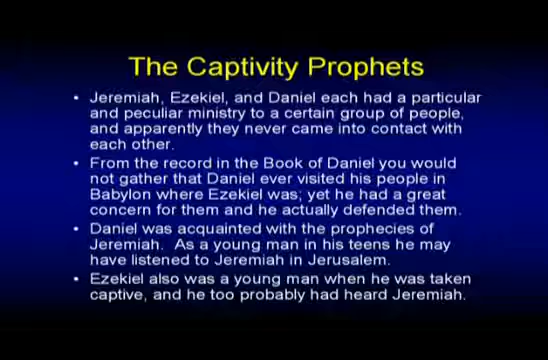 The Captivity Prophets
• Jeremiah, Ezekiel, and Daniel each had a particular
and peculiar ministry to a certain group of people,
and apparently they never came into contact with
each other.
• From the record in the Book of Daniel you would
not gather that Daniel ever visited his people in
Babylon where Ezekiel was; yet he had a great
concern for them and he actually defended them.
• Daniel was acquainted with the prophecies of
Jeremiah.  As a young man in his teens he may
have listened to Jeremiah in Jerusalem.
• Ezekiel also was a young man when he was taken
captive, and he too probably had heard Jeremiah.